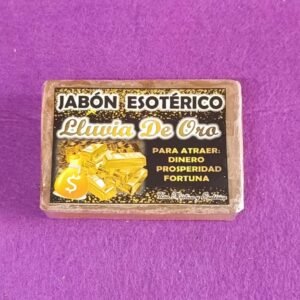 JABÓN ESOTÉRICO
Lluvia De Oro
PARA ATRAER:
DINERO
PROSPERIDAD
FORTUNA
$